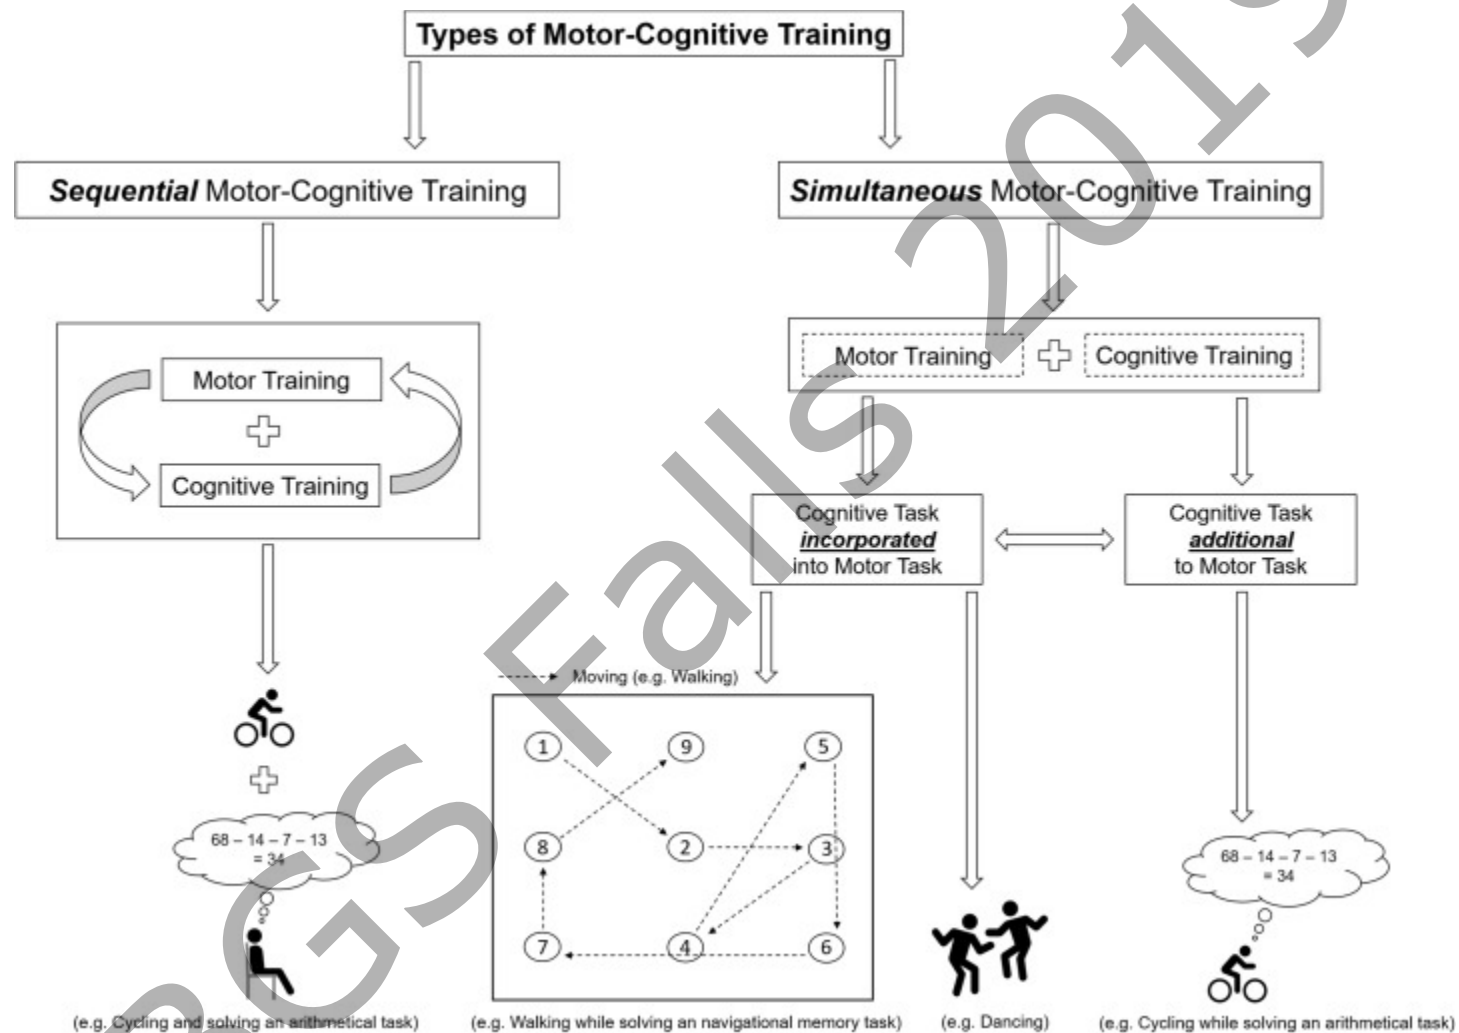 Types of Motor-Cognitive Training
Sequential Motor-Cognitive Training
Simultaneous Motor-Cognitive Training
Motor Training
Cognitive Training
Motor Training
Cognitive Training
Cognitive Task
incorporated
into Motor Task
Cognitive Task
additional
to Motor Task
Moving (e.g. Walking)
1 9 5
8 2 3
7 4 6
68 – 14 – 7 – 13
= 34
68 – 14 – 7 – 13
= 34
(e.g. Cycling and solving an arithmetical task)
(e.g. Walking while solving an navigational memory task)
(e.g. Dancing)
(e.g. Cycling while solving an arithmetical task)
GS Falls 2019